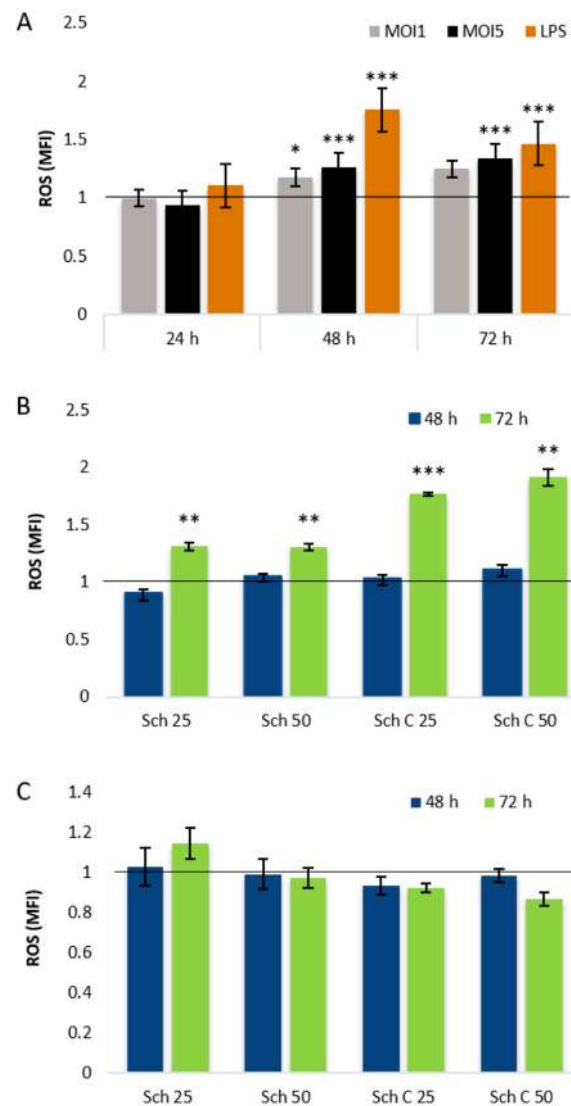 A
2.5
MOI1 MOI5 LPS
2
1.5
1
0.5
0
ROS (MFI)
* *** *** *** ***
24 h 48 h 72 h
B
2.5
48 h 72 h
2
1.5
1
0.5
0
ROS (MFI)
** ** *** **
Sch 25 Sch 50 Sch C 25 Sch C 50
C
1.4
48 h 72 h
1.2
1
0.8
0.6
0.4
0.2
0
ROS (MFI)
Sch 25 Sch 50 Sch C 25 Sch C 50